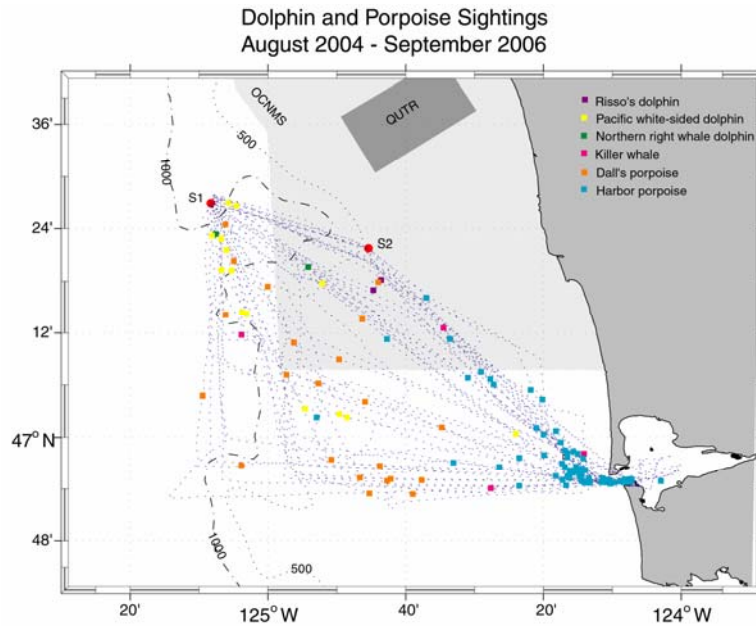 Dolphin and Porpoise Sightings
August 2004 - September 2006
OCNMS
QUTR
500
1000
Risso's dolphin
Pacific white-sided dolphin
Northern right whale dolphin
Killer whale
Dall's porpoise
Harbor porpoise
36'
S1
24'
S2
12'
47° N
48'
1000
500
20'
125° W
40'
20'
124° W